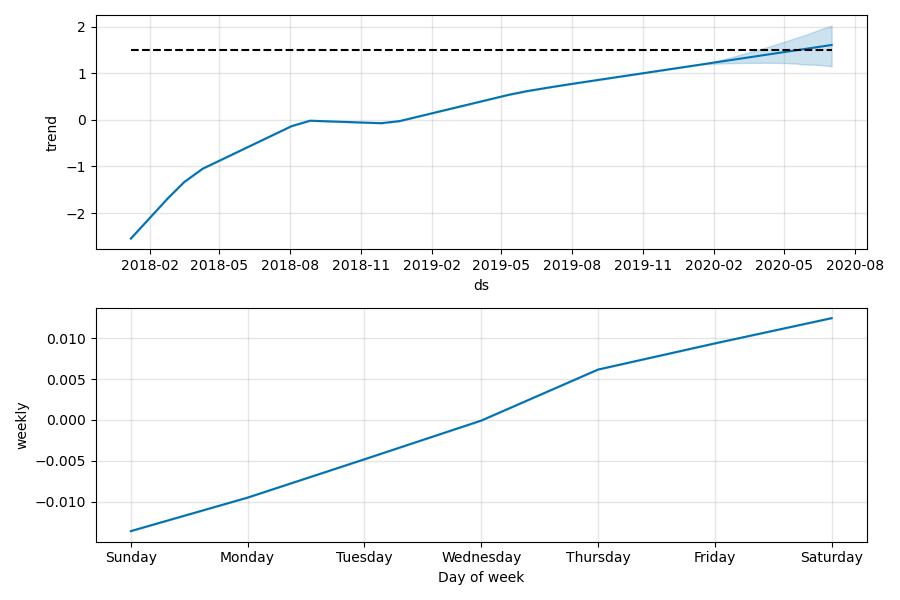 2
1
0
−1
−2
trend
2018-02 2018-05 2018-08 2018-11 2019-02 2019-05 2019-08 2019-11 2020-02 2020-05 2020-08
ds
0.010
0.005
0.000
−0.005
−0.010
weekly
Sunday Monday Tuesday Wednesday Thursday Friday Saturday
Day of week